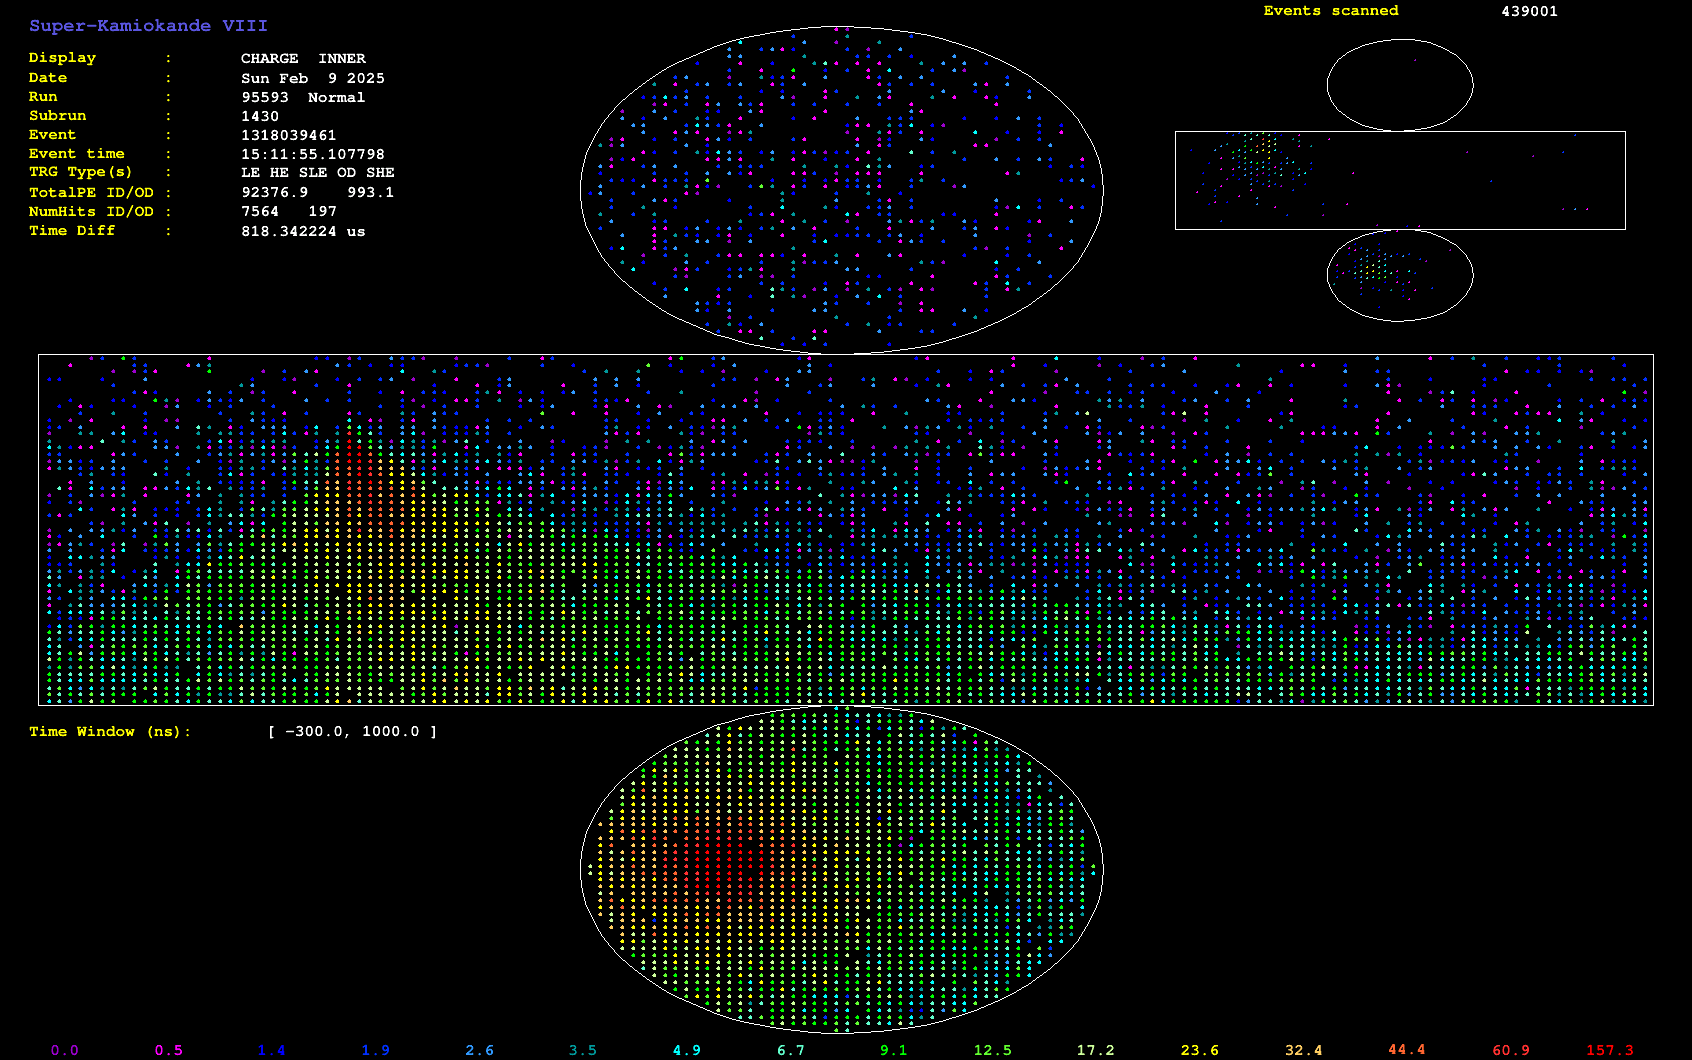 Super-Kamiokande VIII
Events scanned 439001
Display : CHARGE INNER
Date : Sun Feb 9 2025
Run : 95593 Normal
Subrun : 1430
Event : 1318039461
Event time : 15:11:55.107798
TRG Type(s) : LE HE SLE OD SHE
TotalPE ID/OD : 92376.9 993.1
NumHits ID/OD : 7564 197
Time Diff : 818.342224 us
Time Window (ns): [ -300.0, 1000.0 ]
0.0 0.5 1.4 1.9 2.6 3.5 4.9 6.7 9.1 12.5 17.2 23.6 32.4 44.4 60.9 157.3